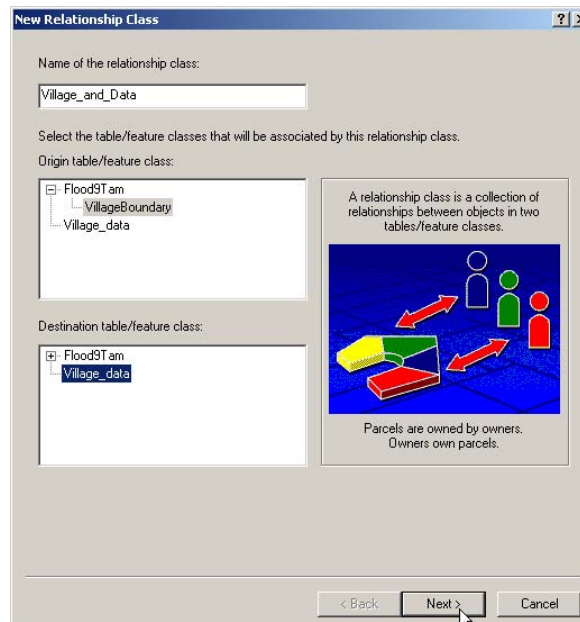 New Relationship Class
Name of the relationship class:
Village_and_Data
Select the table/feature classes that will be associated by this relationship class.
Origin table/feature class:
Flood9Tam
VillageBoundary
Village_data
Destination table/feature class:
Flood9Tam
Village_data
A relationship class is a collection of
relationships between objects in two
tables/feature classes.
Parcels are owned by owners.
Owners own parcels.
< Back
Next >
Cancel